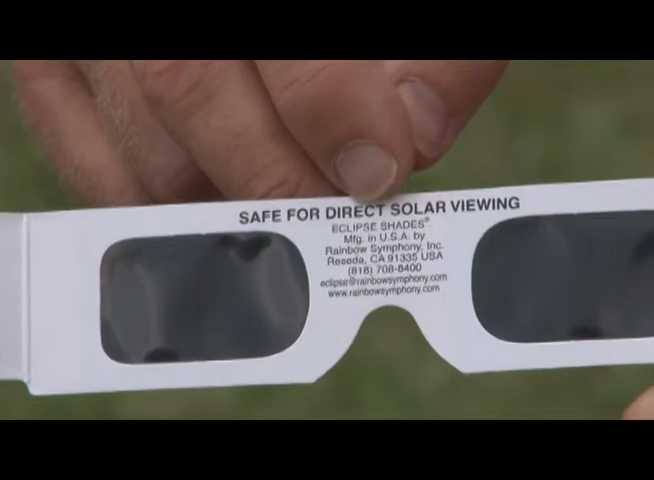 SAFE FOR DIRECT SOLAR VIEWING
ECLIPSE SHADES®
Mfg. in U.S.A. by
Rainbow Symphony, Inc.
Reseda, CA 91335 USA
(818) 708-8400
eclipse@rainbowsymphony.com
www.rainbowsymphony.com